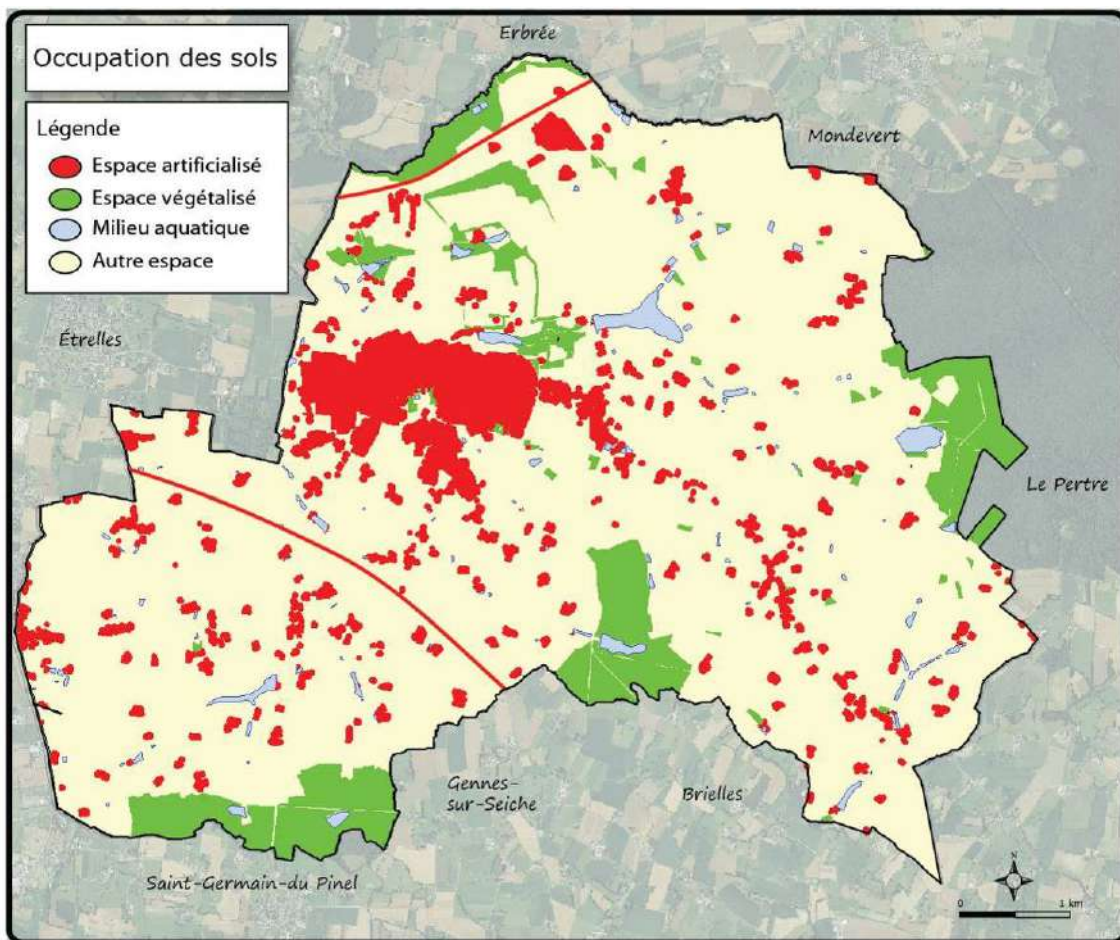 Occupation des sols
Légende
Espace artificialisé
Espace végétalisé
Milieu aquatique
Autre espace
Erbrée
Mondevert
Étrelles
Le Pertre
Gennes-
sur-Seiche
Brielles
Saint-Germain-du Pinel
N
0 1 km